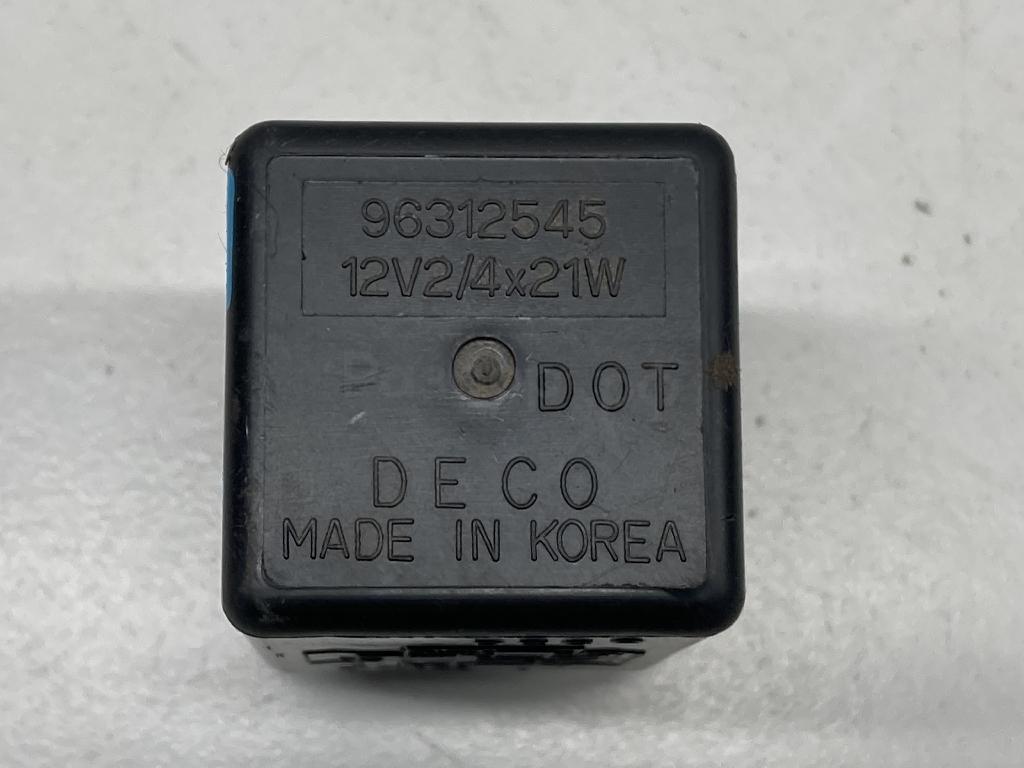 96312545
12V2/4x21W
DOT
DECO
MADE IN KOREA